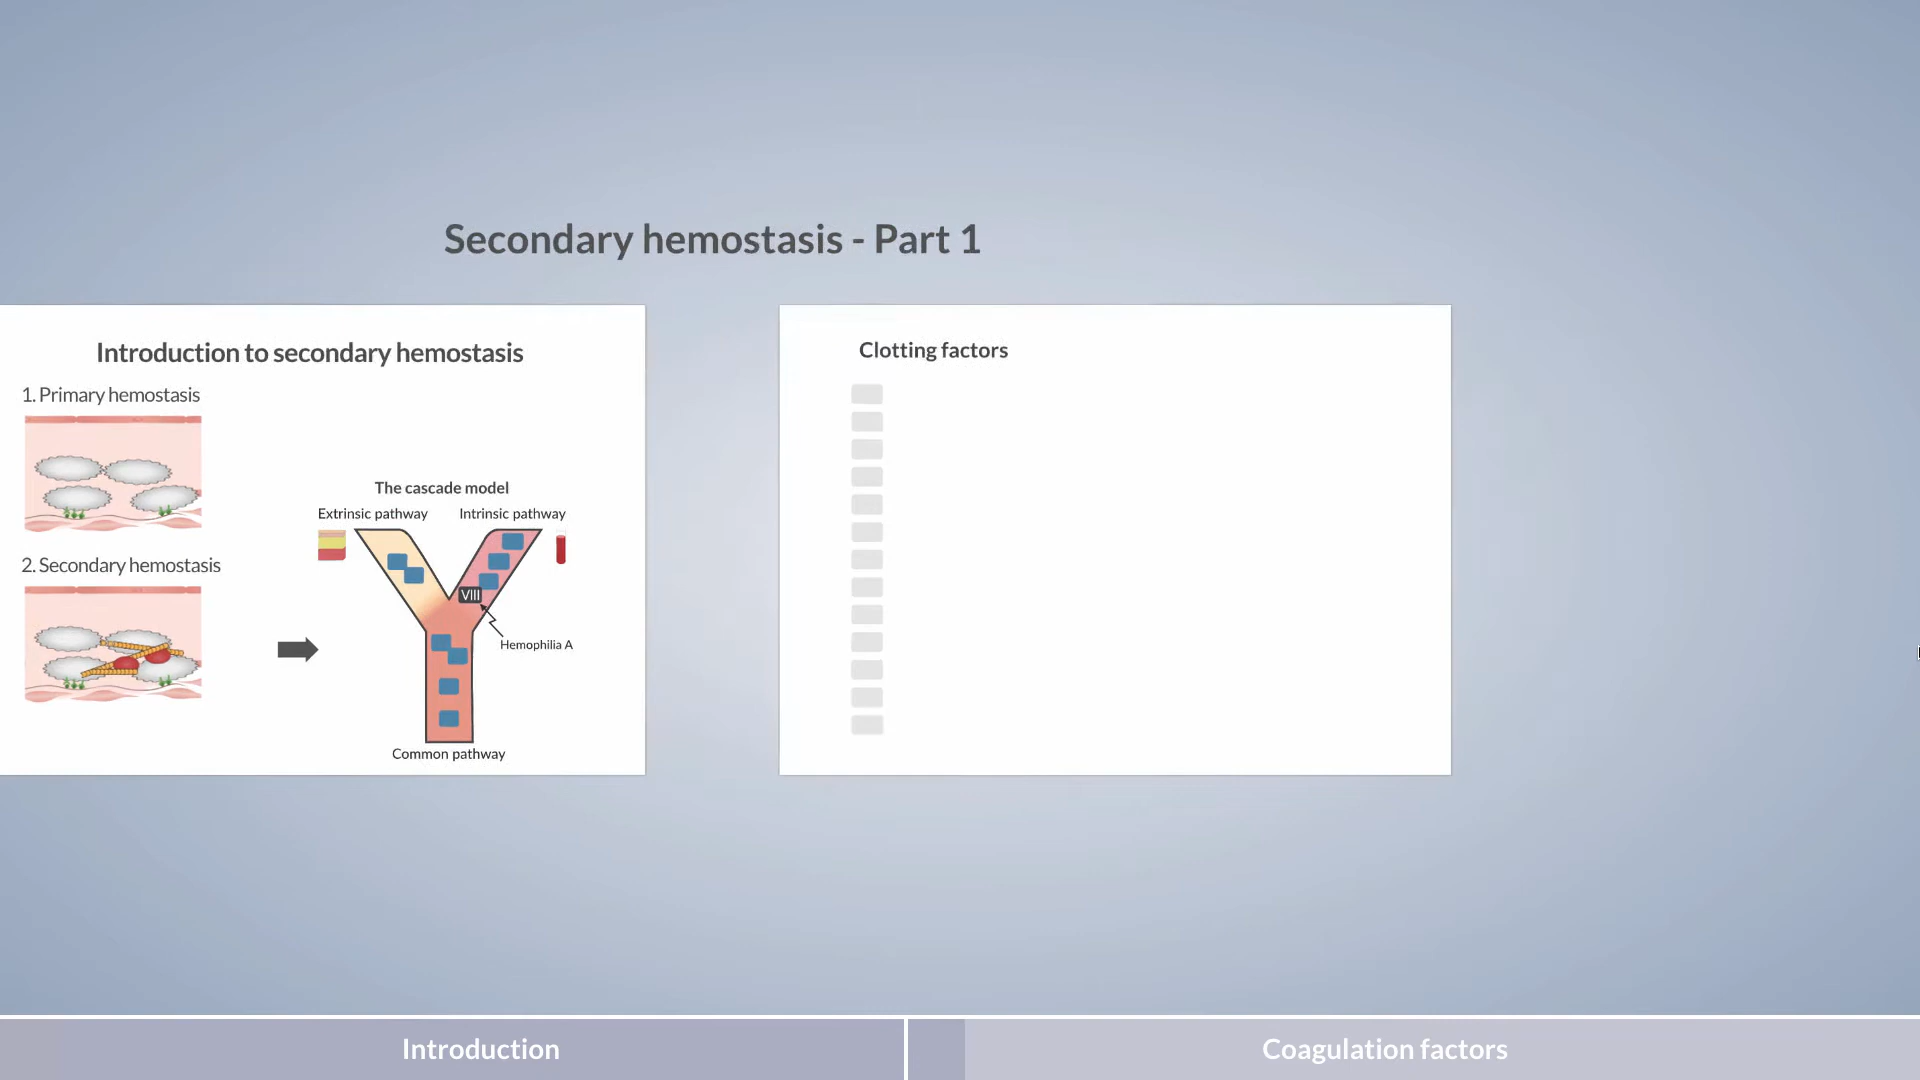 Secondary hemostasis - Part 1
Introduction to secondary hemostasis
1. Primary hemostasis
2. Secondary hemostasis
The cascade model
Extrinsic pathway
Intrinsic pathway
VIII
Hemophilia A
Common pathway
Clotting factors
Introduction
Coagulation factors